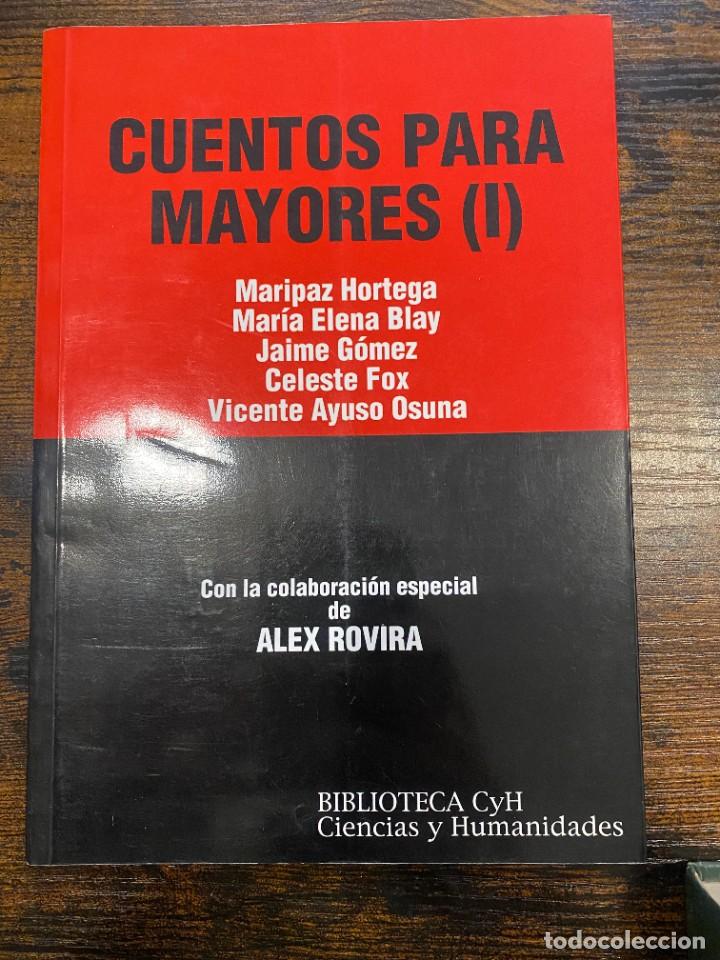 CUENTOS PARA
MAYORES (I)
Maripaz Hortega
María Elena Blay
Jaime Gómez
Celeste Fox
Vicente Ayuso Osuna
Con la colaboración especial
de
ALEX ROVIRA
BIBLIOTECA CyH
Ciencias y Humanidades
todocoleccion